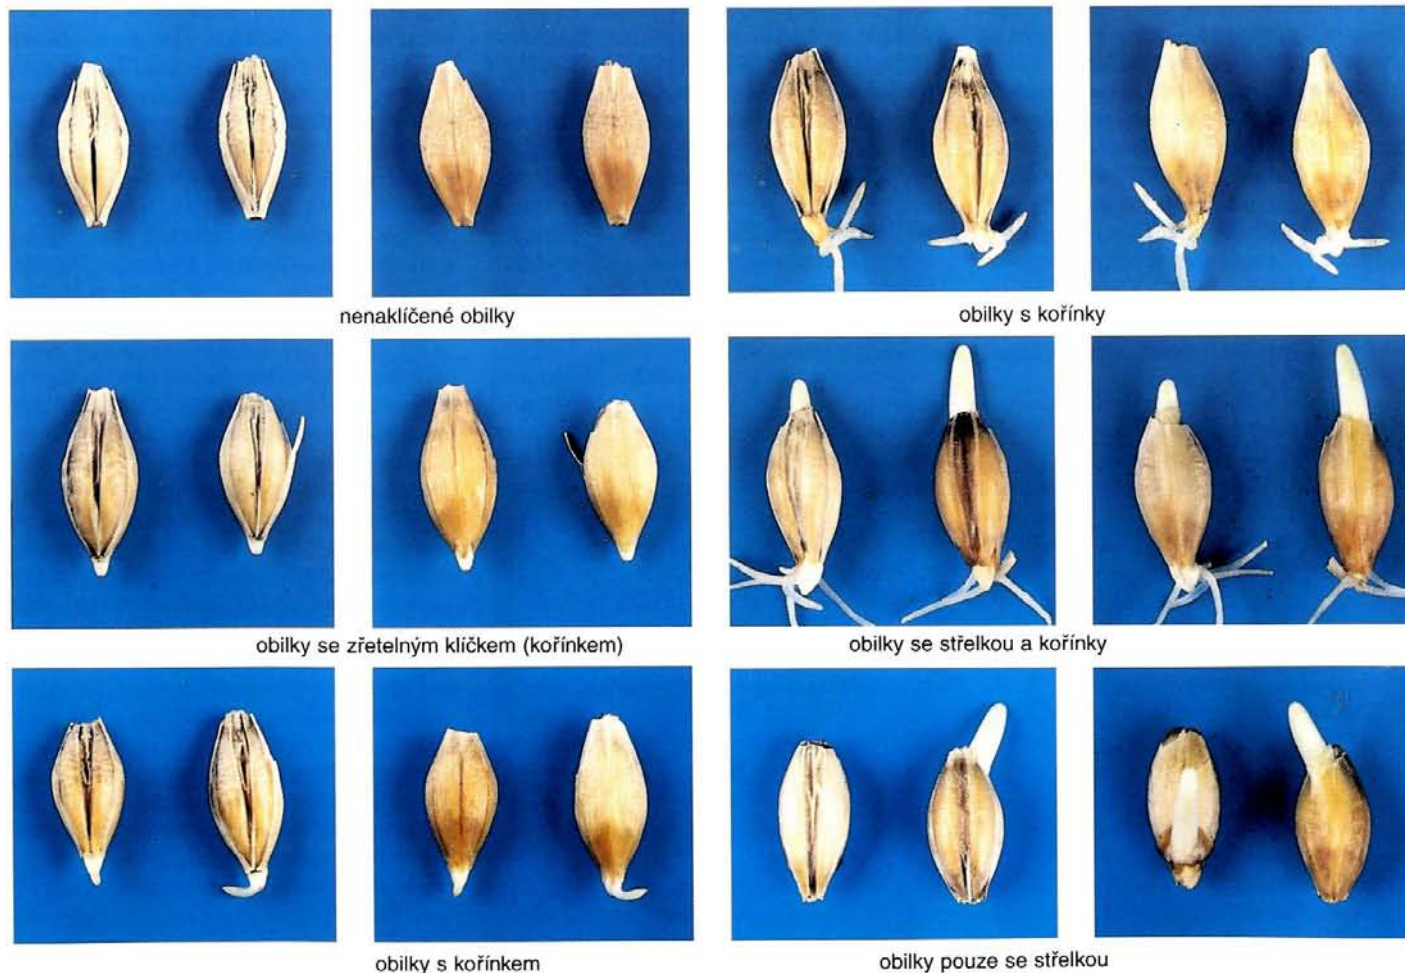 nenaklíčené obilky
obilky s kořínky
obilky se zřetelným klíčkem (kořínkem)
obilky se střelkou a kořínky
obilky s kořínkem
obilky pouze se střelkou